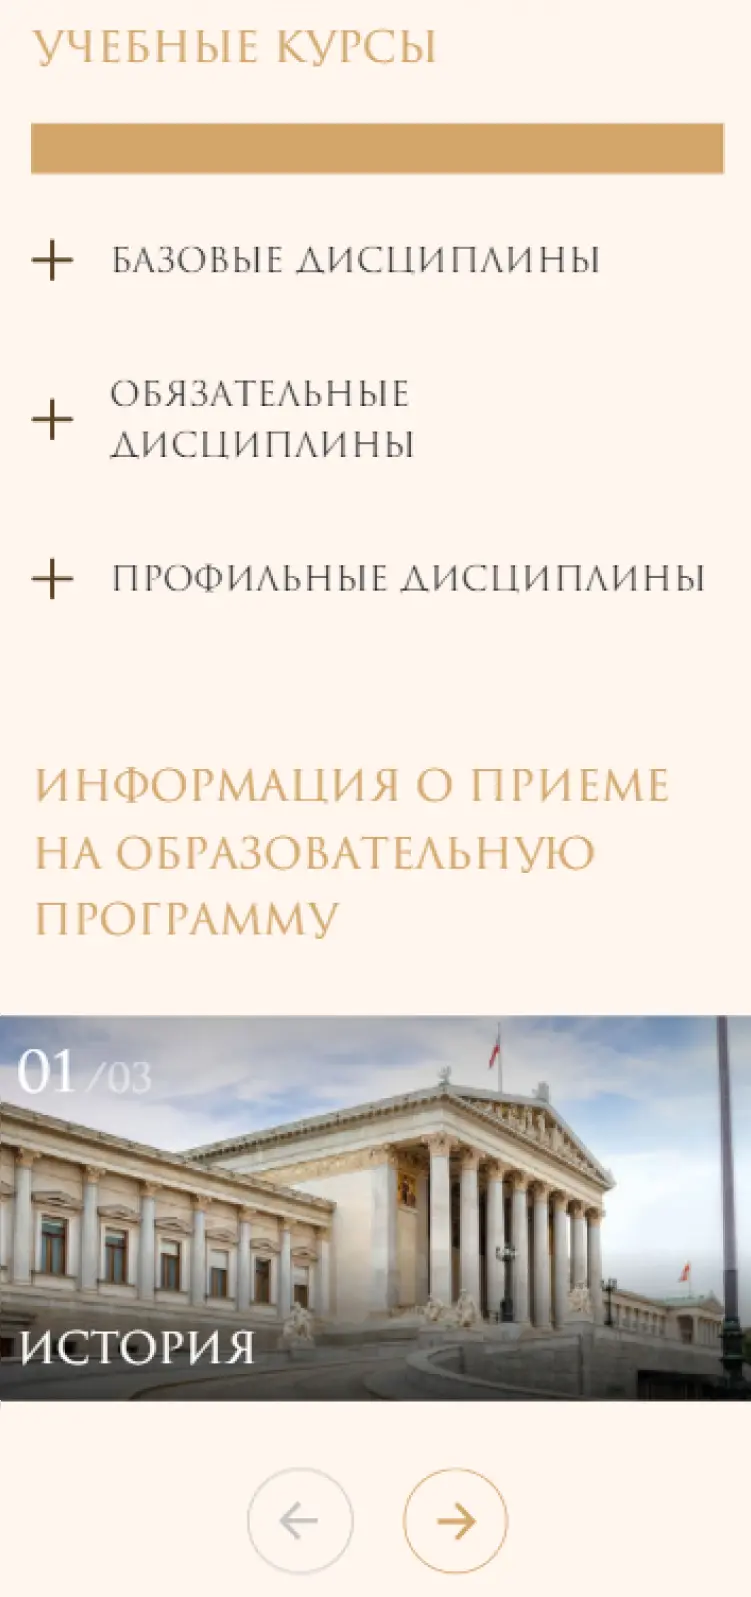 УЧЕБНЫЕ КУРСЫ
БАЗОВЫЕ ДИСЦИПЛИНЫ
ОБЯЗАТЕЛЬНЫЕ
ДИСЦИПЛИНЫ
ПРОФИЛЬНЫЕ ДИСЦИПЛИНЫ
ИНФОРМАЦИЯ О ПРИЕМЕ
НА ОБРАЗОВАТЕЛЬНУЮ
ПРОГРАММУ
01/03
ИСТОРИЯ